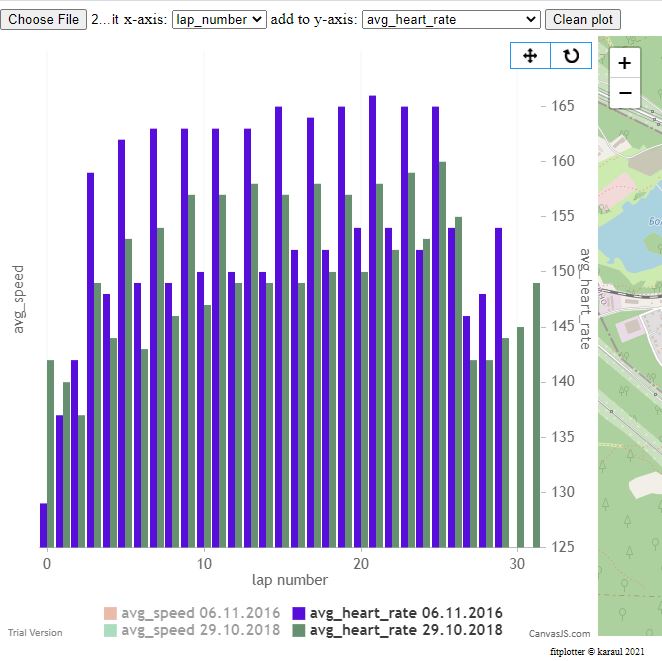 Choose File 2...it x-axis: lap_number add to y-axis: avg_heart_rate Clean plot
+
−
165
160
155
150
145
140
135
130
125
avg_speed
avg_heart_rate
0 10 20 30
lap number
avg_speed 06.11.2016 avg_heart_rate 06.11.2016
avg_speed 29.10.2018 avg_heart_rate 29.10.2018
Trial Version CanvasJS.com
fitplotter © karaul 2021